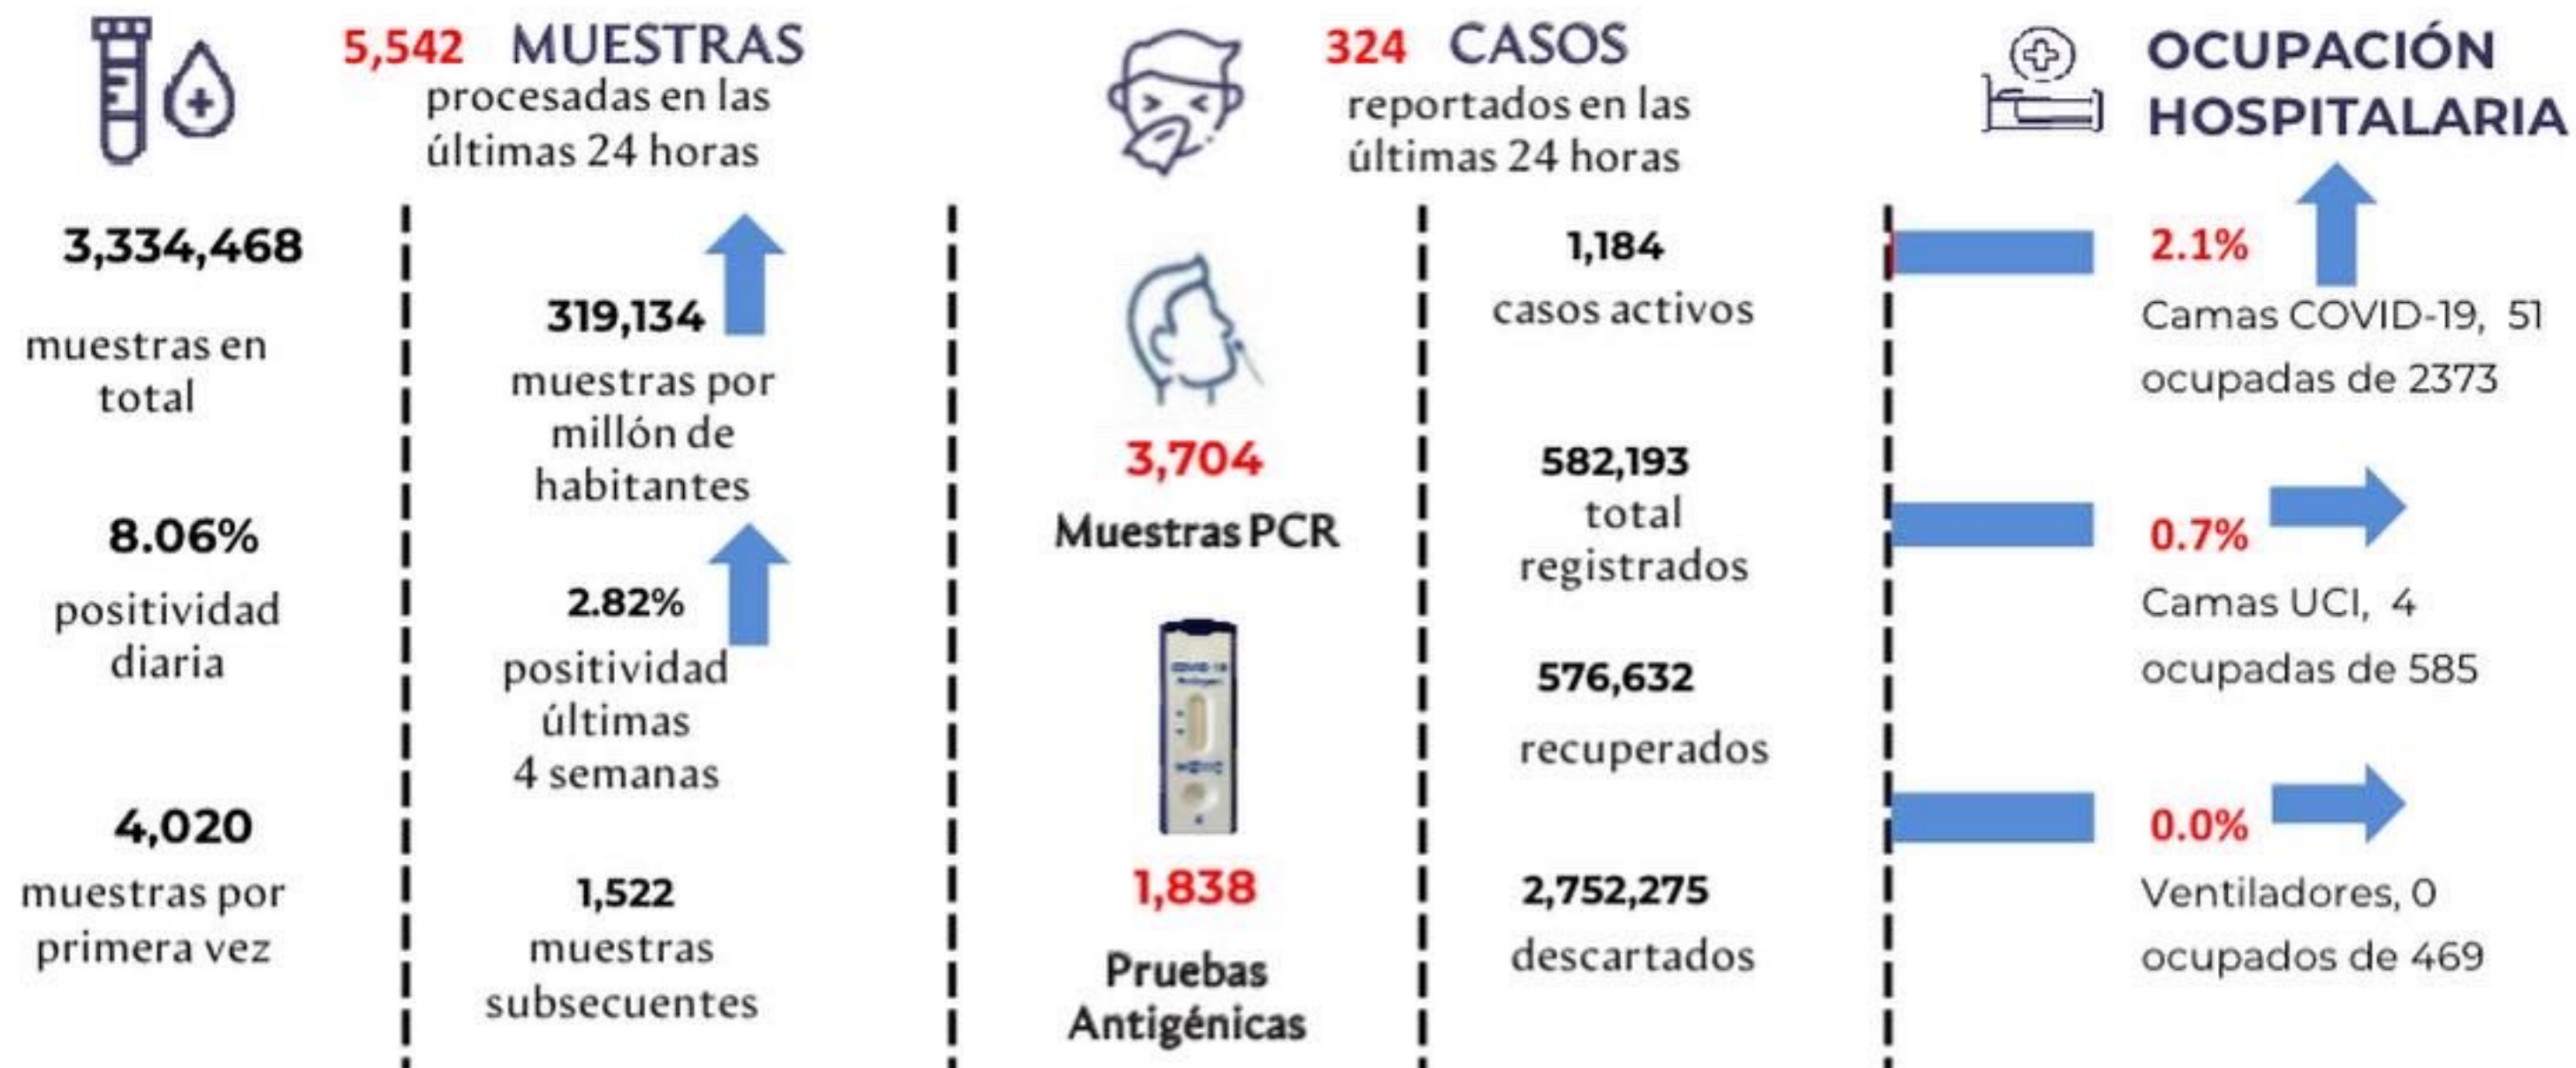 5,542 MUESTRAS
procesadas en las
últimas 24 horas
3,334,468
muestras en
total
8.06%
positividad
diaria
4,020
muestras por
primera vez
319,134
muestras por
millón de
habitantes
2.82%
positividad
últimas
4 semanas
1,522
muestras
subsecuentes
324 CASOS
reportados en las
últimas 24 horas
3,704
Muestras PCR
COVID-19
1,838
Pruebas
Antigénicas
1,184
casos activos
582,193
total
registrados
576,632
recuperados
2,752,275
descartados
OCUPACIÓN
HOSPITALARIA
2.1%
Camas COVID-19, 51
ocupadas de 2373
0.7%
Camas UCI, 4
ocupadas de 585
0.0%
Ventiladores, 0
ocupados de 469